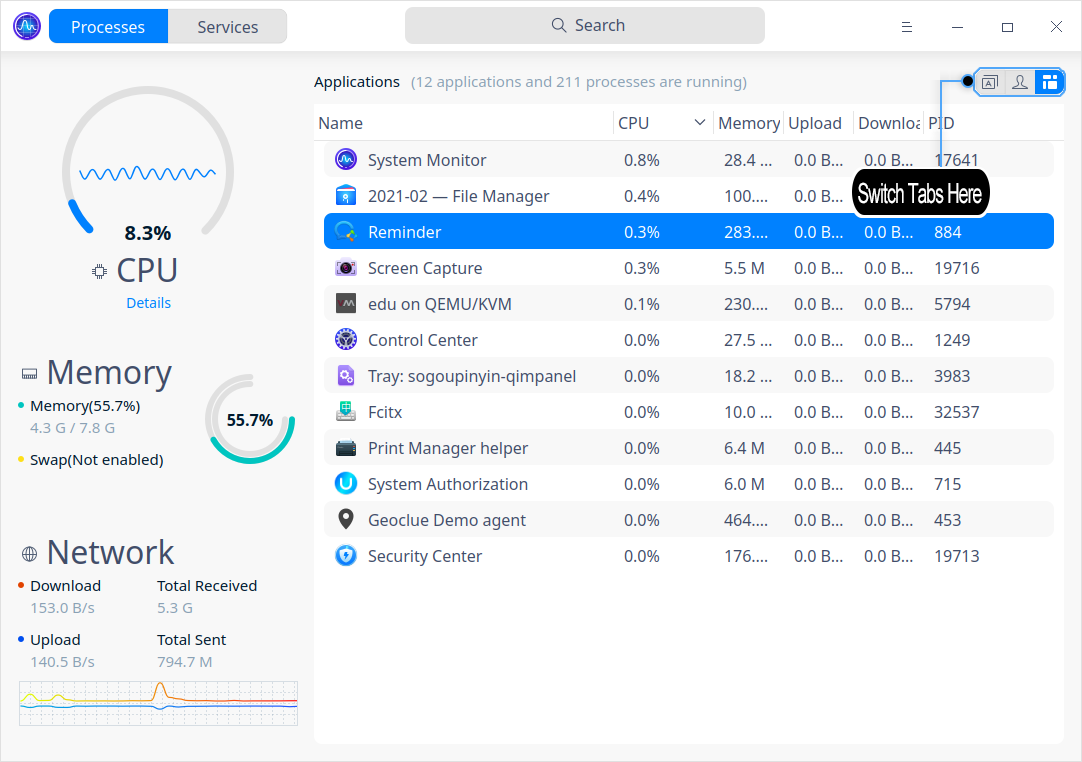 Processes Services Search
Applications (12 applications and 211 processes are running)
Name CPU Memory Upload Downloa PID
System Monitor 0.8% 28.4 ... 0.0 B... 0.0 B... 17641
2021-02 — File Manager 0.4% 100.... 0.0 B...
Switch Tabs Here
Reminder 0.3% 283.... 0.0 B... 0.0 B... 884
Screen Capture 0.3% 5.5 M 0.0 B... 0.0 B... 19716
edu on QEMU/KVM 0.1% 230.... 0.0 B... 0.0 B... 5794
Control Center 0.0% 27.5 ... 0.0 B... 0.0 B... 1249
Tray: sogoupinyin-qimpanel 0.0% 18.2 ... 0.0 B... 0.0 B... 3983
Fcitx 0.0% 10.0 ... 0.0 B... 0.0 B... 32537
Print Manager helper 0.0% 6.4 M 0.0 B... 0.0 B... 445
System Authorization 0.0% 6.0 M 0.0 B... 0.0 B... 715
Geoclue Demo agent 0.0% 464.... 0.0 B... 0.0 B... 453
Security Center 0.0% 176.... 0.0 B... 0.0 B... 19713
8.3%
CPU
Details
Memory
Memory(55.7%)
4.3 G / 7.8 G
Swap(Not enabled)
55.7%
Network
Download Total Received
153.0 B/s 5.3 G
Upload Total Sent
140.5 B/s 794.7 M